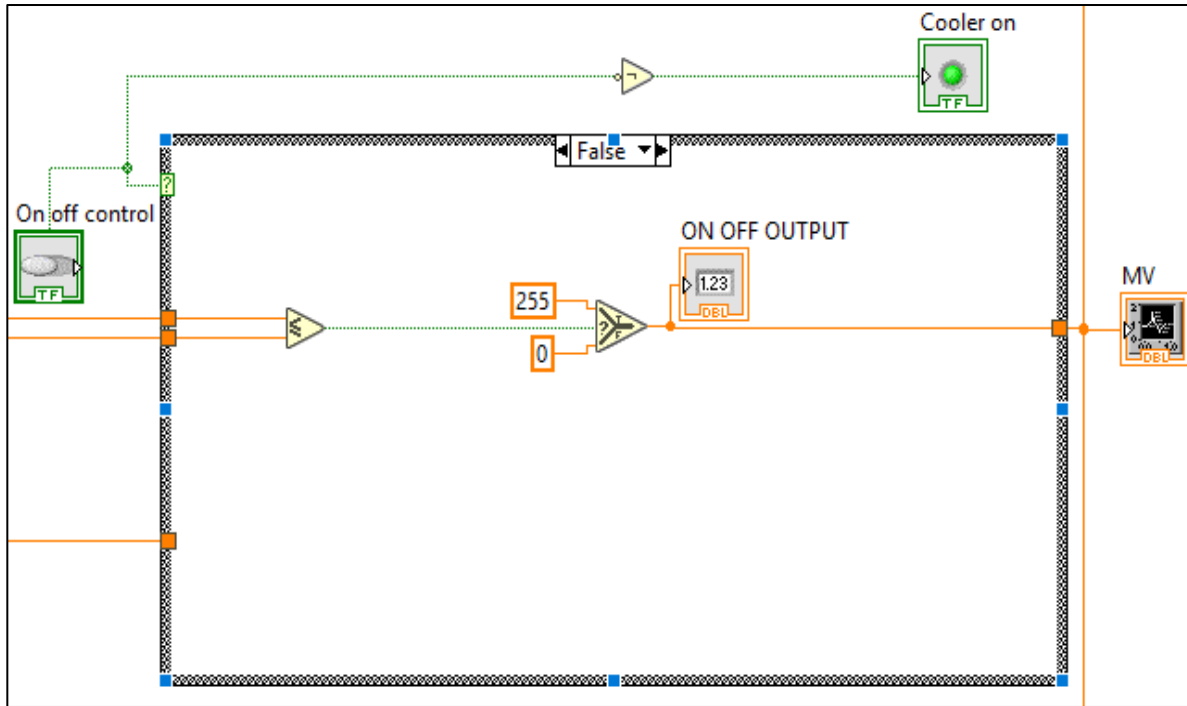 Cooler on
TF
False
?
On off control
TF
ON OFF OUTPUT
1.23
DBL
255
?
T
F
0
MV
DBL